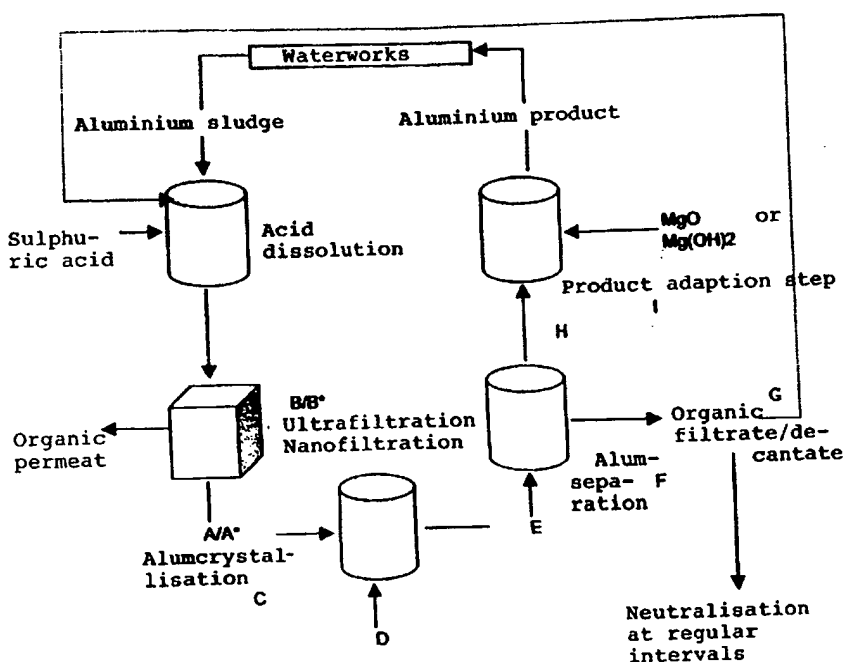 Waterworks
Aluminium sludge
Aluminium product
Sulphu-
ric acid
Acid
dissolution
MgO or
Mg(OH)2
Product adaption step
I
H
B/B*
Ultrafiltration
Nanofiltration
Organic
permeat
G
Organic
filtrate/de-
cantate
Alum-
sepa- F
ration
A/A*
Alumcrystal-
lisation
C
E
D
Neutralisation
at regular
intervals